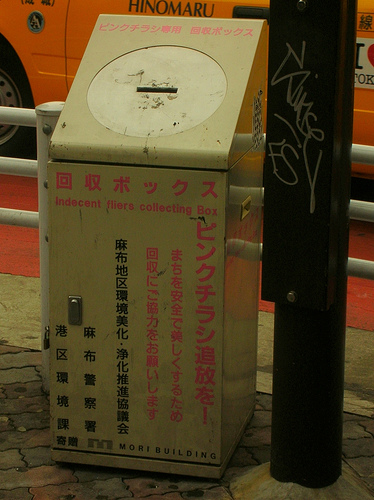 HINOMARU
ピンクチラシ専用 回収ボックス
回収ボックス
indecent fliers collecting Box
ピンクチラシ追放を!
まちを安全で美しくするため
回収にご協力をお願いします
麻布地区環境美化・浄化推進協議会
麻布警察署
港区環境課
寄贈 MORI BUILDING
線
I
TOK